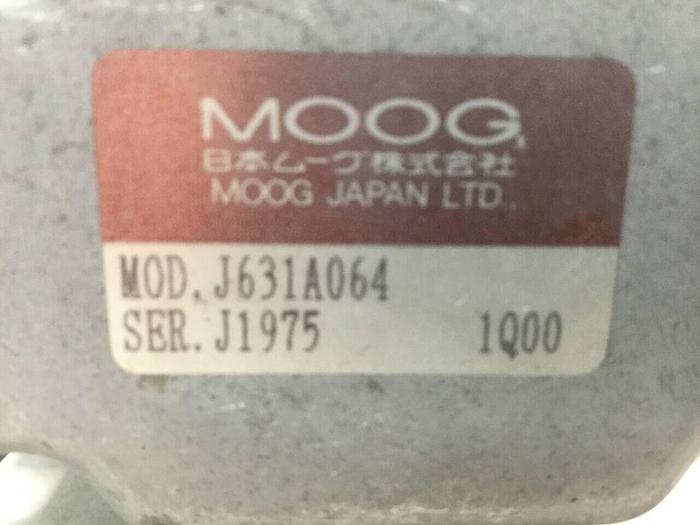 MOOG
日本ムーグ株式会社
MOOG JAPAN LTD.
MOD. J631A064
SER. J1975 1Q00